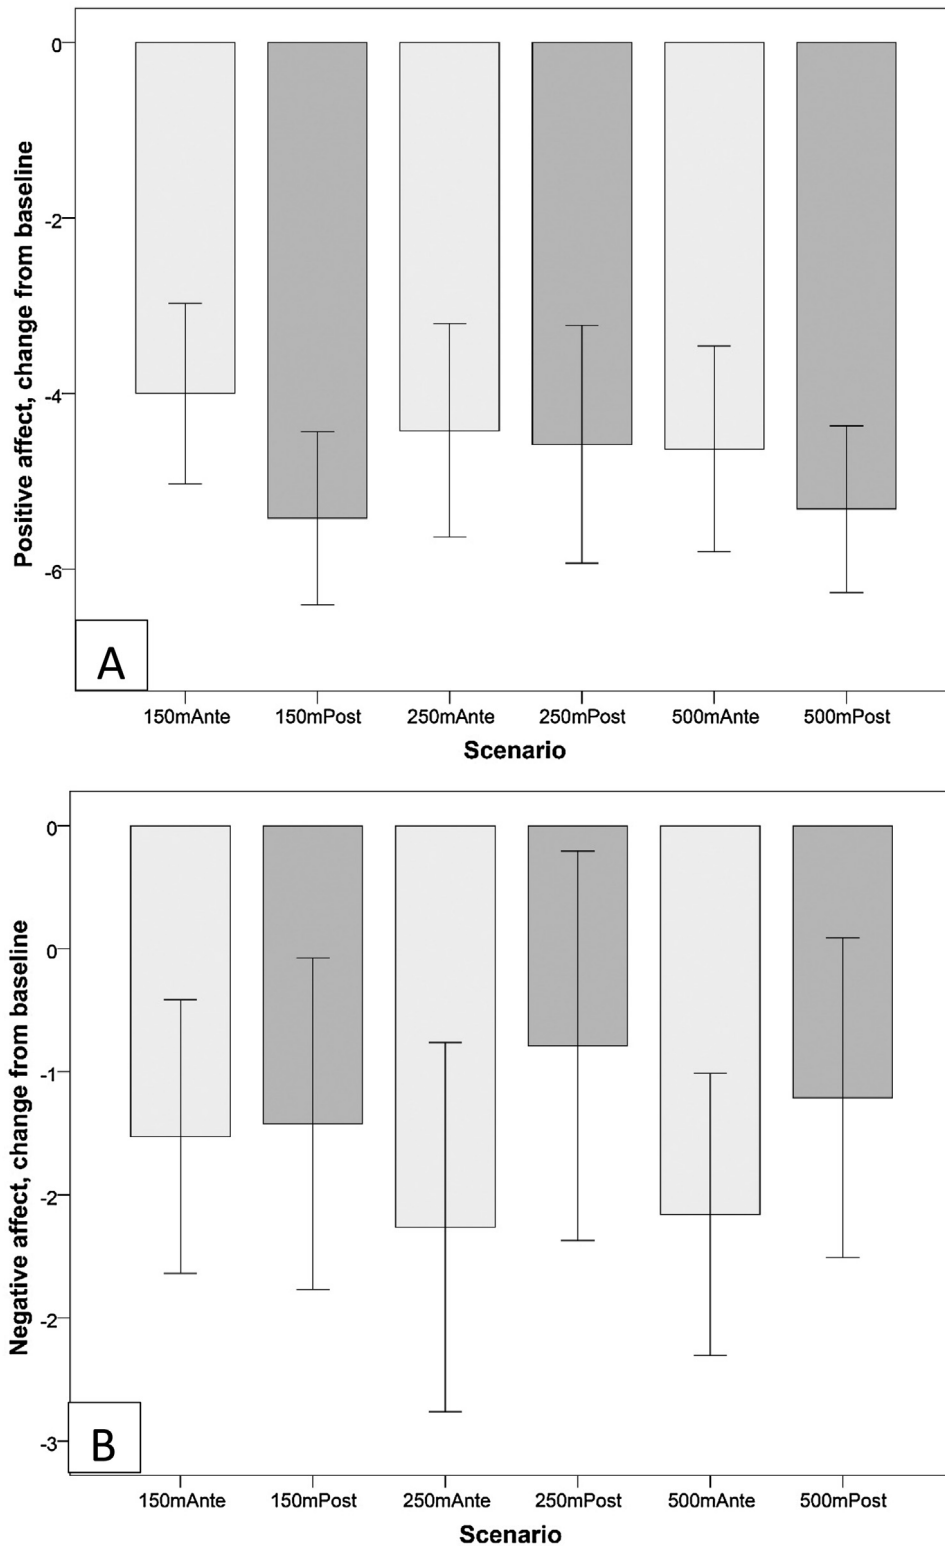 Positive affect, change from baseline
0
-2
-4
-6
A
150mAnte 150mPost 250mAnte 250mPost 500mAnte 500mPost
Scenario
Negative affect, change from baseline
0
0
-1
-2
-2
-3
B
150mAnte 150mPost 250mAnte 250mPost 500mAnte 500mPost
Scenario